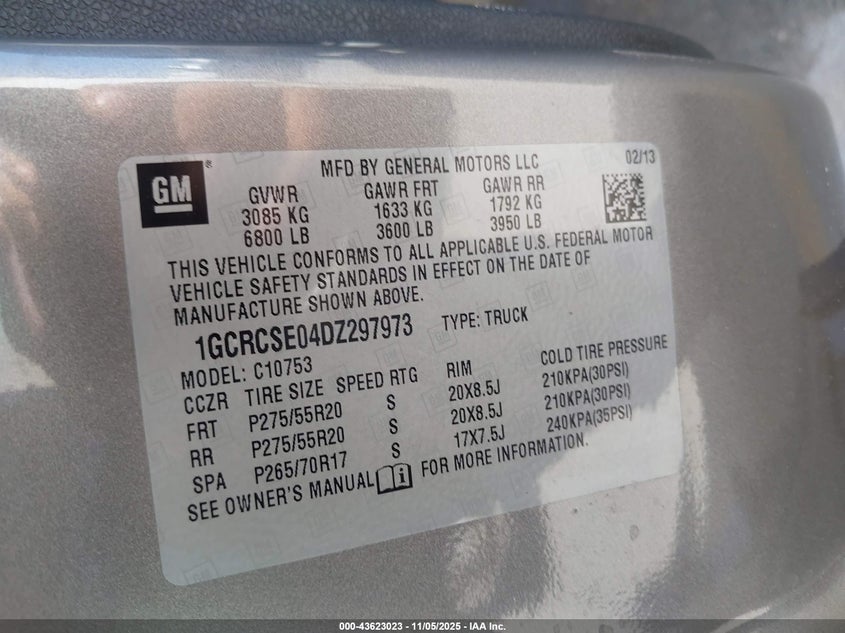 MFD BY GENERAL MOTORS LLC 02/13
GM ® GVWR GAWR FRT GAWR RR
3085 KG 1633 KG 1792 KG
6800 LB 3600 LB 3950 LB
THIS VEHICLE CONFORMS TO ALL APPLICABLE U.S. FEDERAL MOTOR
VEHICLE SAFETY STANDARDS IN EFFECT ON THE DATE OF
MANUFACTURE SHOWN ABOVE.
1GCRCSE04DZ297973 TYPE: TRUCK
MODEL: C10753
CCZR TIRE SIZE SPEED RTG RIM COLD TIRE PRESSURE
FRT P275/55R20 S 20X8.5J 210KPA(30PSI)
RR P275/55R20 S 20X8.5J 210KPA(30PSI)
SPA P265/70R17 S 17X7.5J 240KPA(35PSI)
SEE OWNER'S MANUAL i FOR MORE INFORMATION.
000-43623023 - 11/05/2025 - IAA Inc.